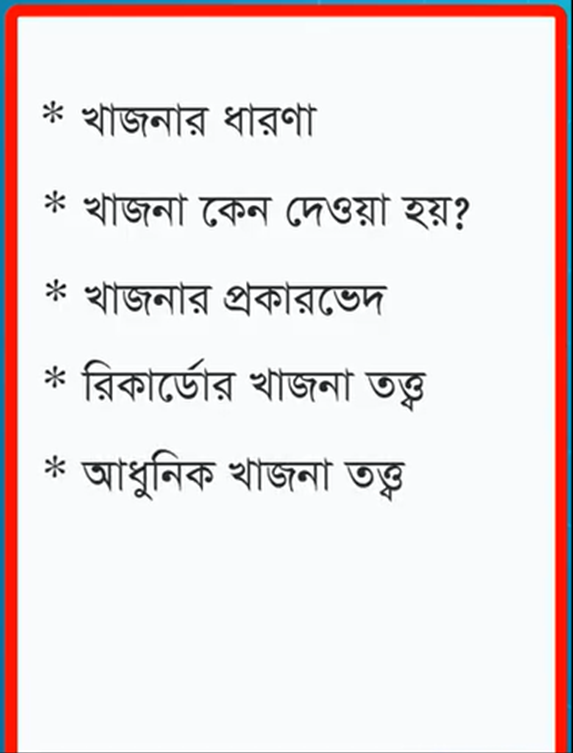 * খাজনার ধারণা
* খাজনা কেন দেওয়া হয়?
* খাজনার প্রকারভেদ
* রিকার্ডোর খাজনা তত্ত্ব
* আধুনিক খাজনা তত্ত্ব